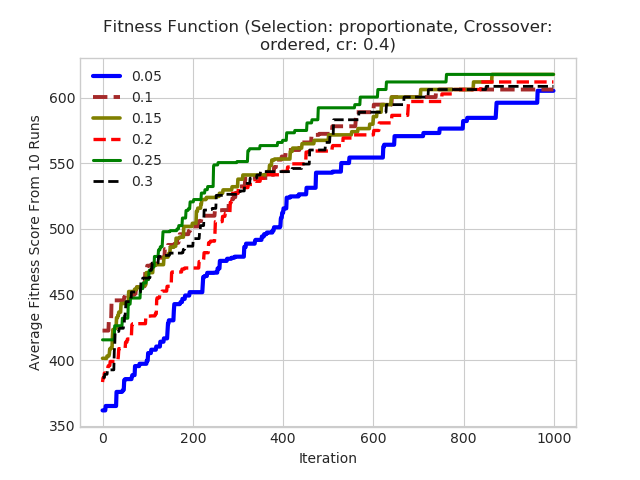 Fitness Function (Selection: proportionate, Crossover:
ordered, cr: 0.4)
Average Fitness Score From 10 Runs
600
550
500
450
400
350
0.05
0.1
0.15
0.2
0.25
0.3
0 200 400 600 800 1000
Iteration